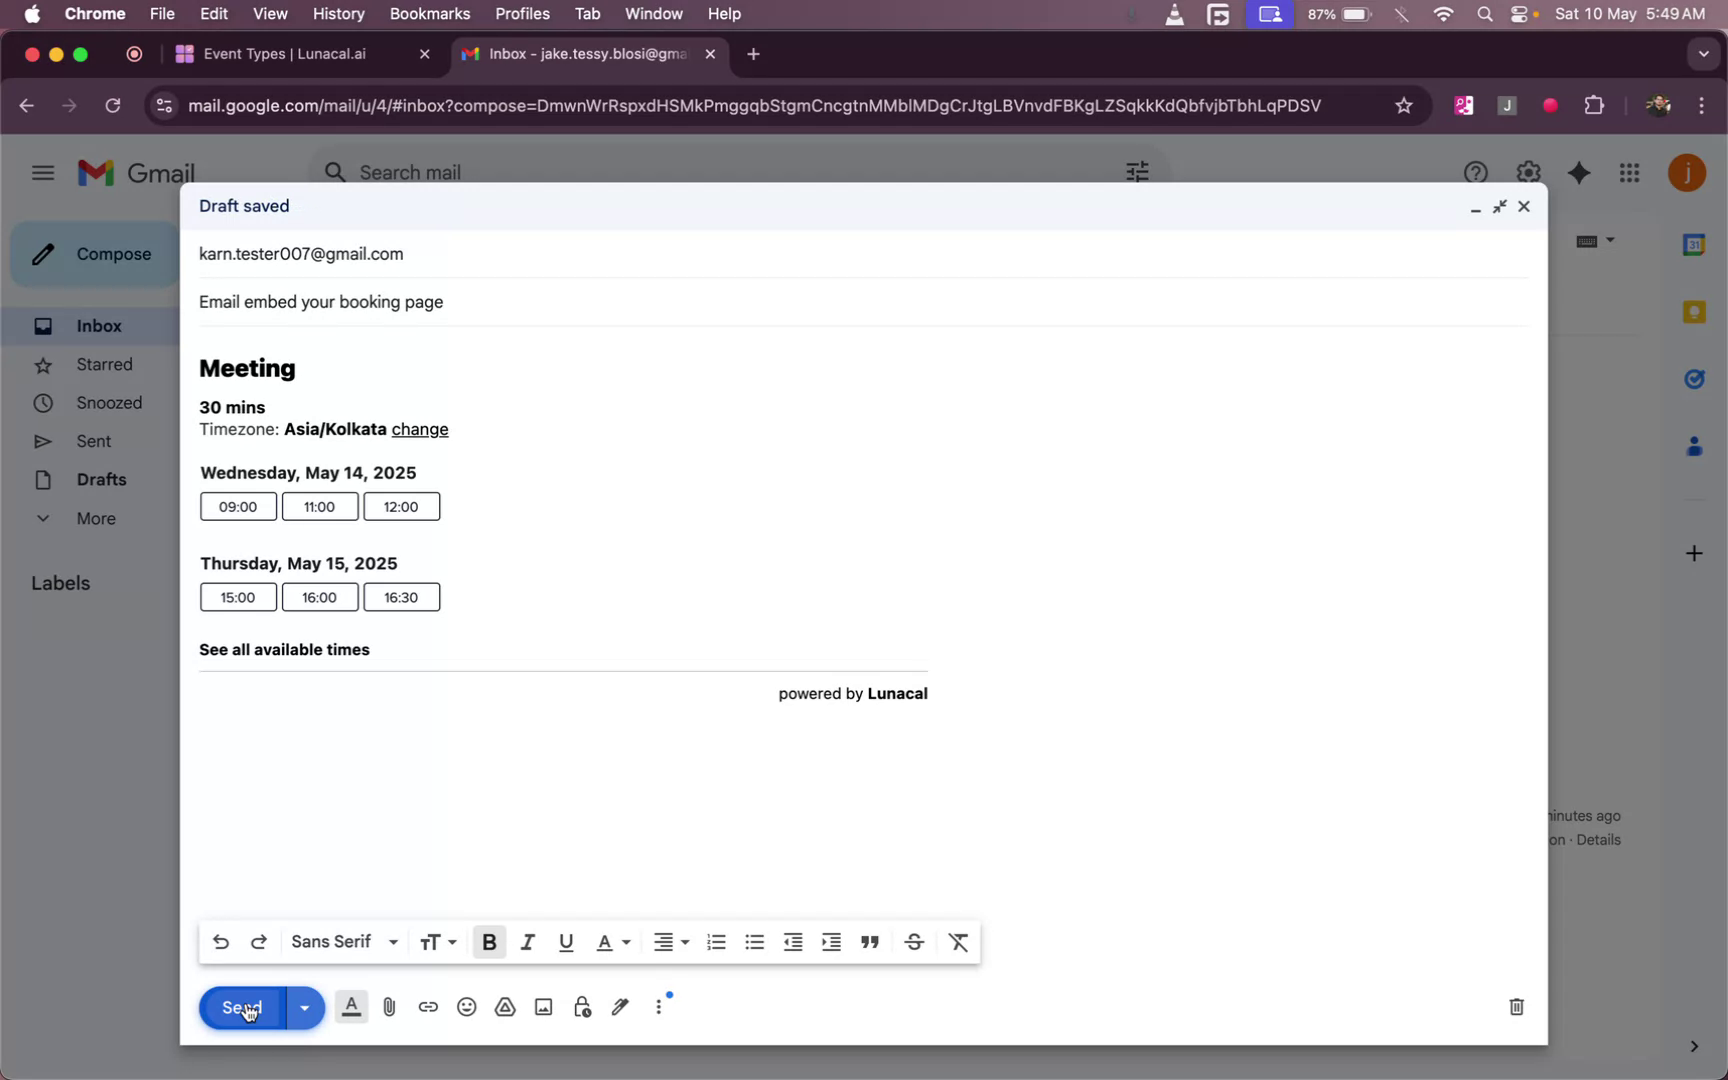 Chrome File Edit View History Bookmarks Profiles Tab Window Help 87% Sat 10 May 5:49 AM
Event Types | Lunacal.ai Inbox - jake.tessy.blosi@gma
mail.google.com/mail/u/4/#inbox?compose=DmwnWrRspxdHSMkPmggqbStgmCncgtnMMblMDgCrJtgLBVnvdFBKgLZSqkkKdQbfvjbTbhLqPDSV J
Gmail Search mail j
Draft saved
Compose karn.tester007@gmail.com
31
Inbox Email embed your booking page
Starred Meeting
Snoozed 30 mins
Sent Timezone: Asia/Kolkata change
Drafts Wednesday, May 14, 2025
More 09:00 11:00 12:00
Labels Thursday, May 15, 2025
15:00 16:00 16:30
See all available times
powered by Lunacal
Details
Sans Serif
Send